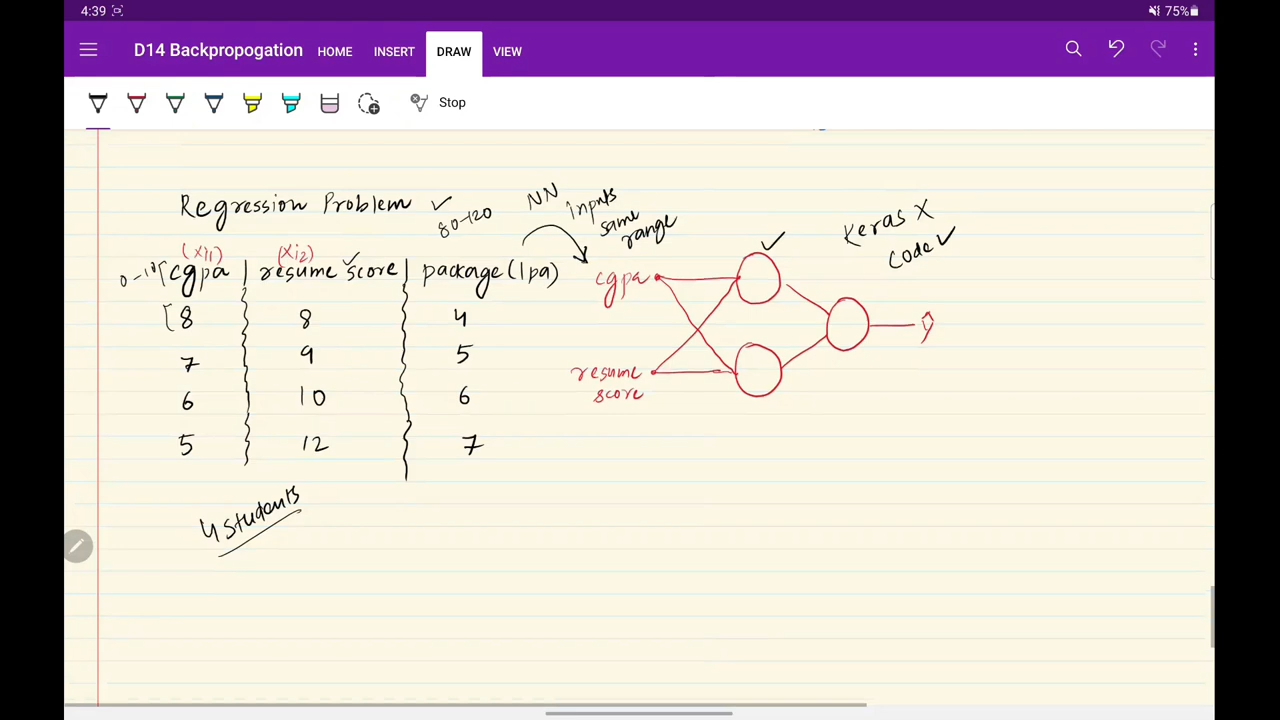 4:39
75%
D14 Backpropogation HOME INSERT DRAW VIEW
Stop
Regression Problem ✓
80-120
NN inputs same range
Keras X
code ✓
(xi1) (xi2)
0-10 cgpa | resume score | package (lpa)
8 8 4
7 9 5
6 10 6
5 12 7
4 students
cgpa
resume
score
ŷ